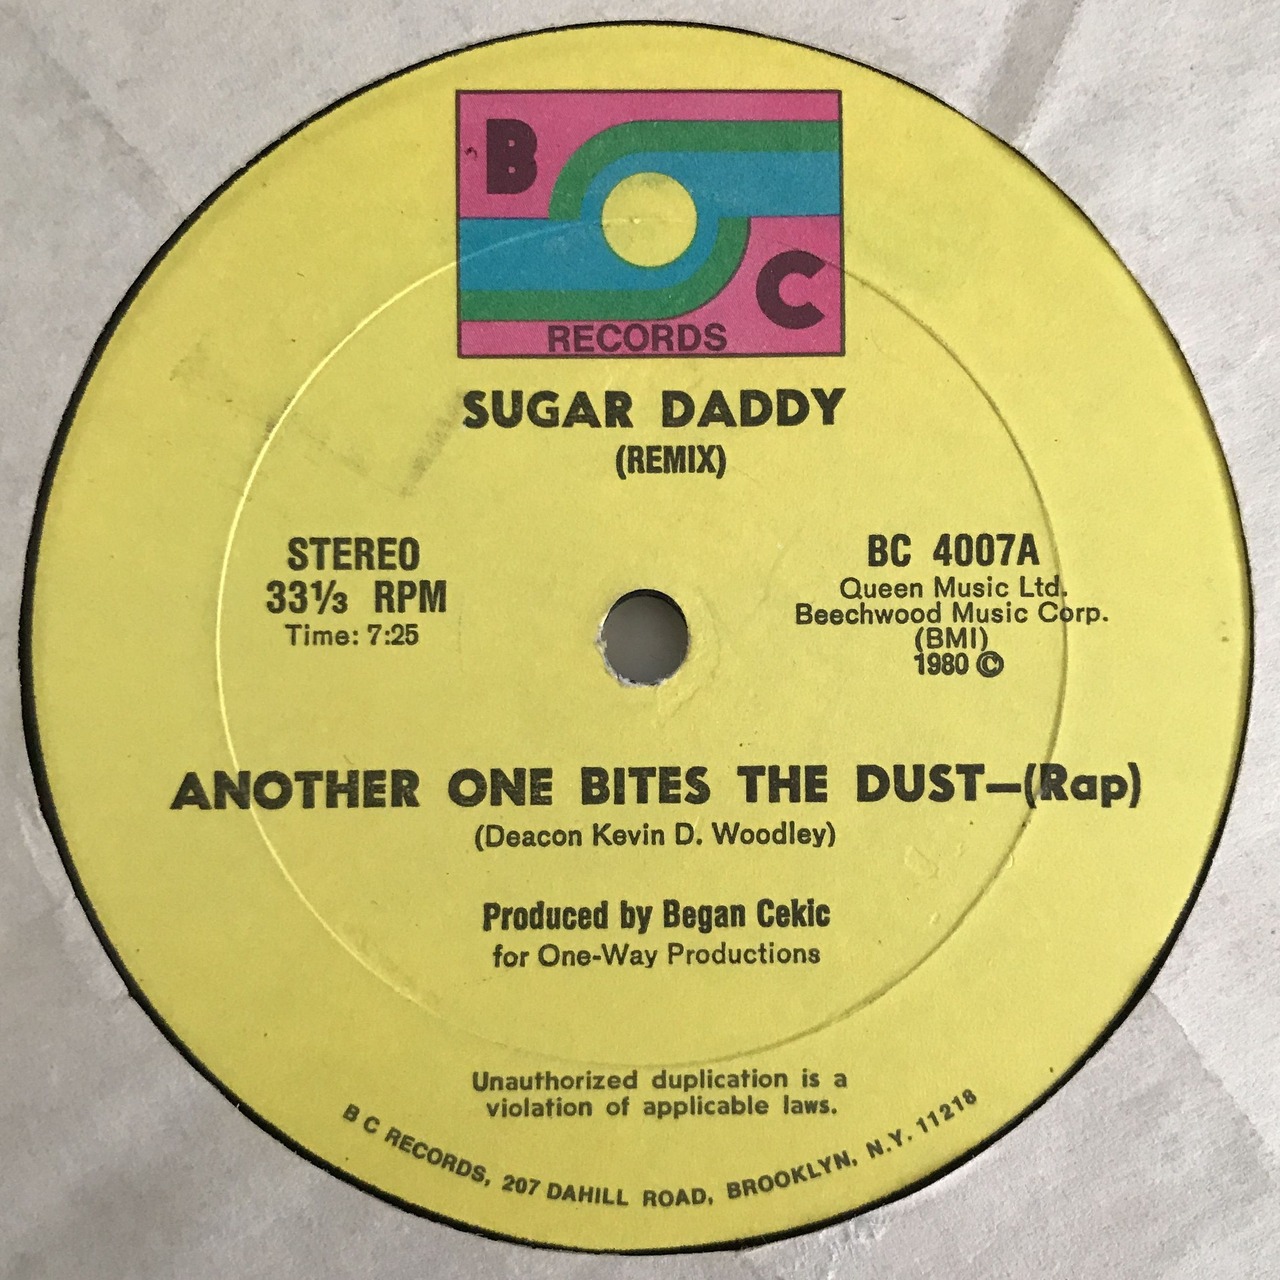 B
C
RECORDS
SUGAR DADDY
(REMIX)
STEREO
33⅓ RPM
Time: 7:25
BC 4007A
Queen Music Ltd.
Beechwood Music Corp.
(BMI)
1980 ©
ANOTHER ONE BITES THE DUST—(Rap)
(Deacon Kevin D. Woodley)
Produced by Began Cekic
for One-Way Productions
Unauthorized duplication is a
violation of applicable laws.
B C RECORDS, 207 DAHILL ROAD, BROOKLYN, N.Y. 11218